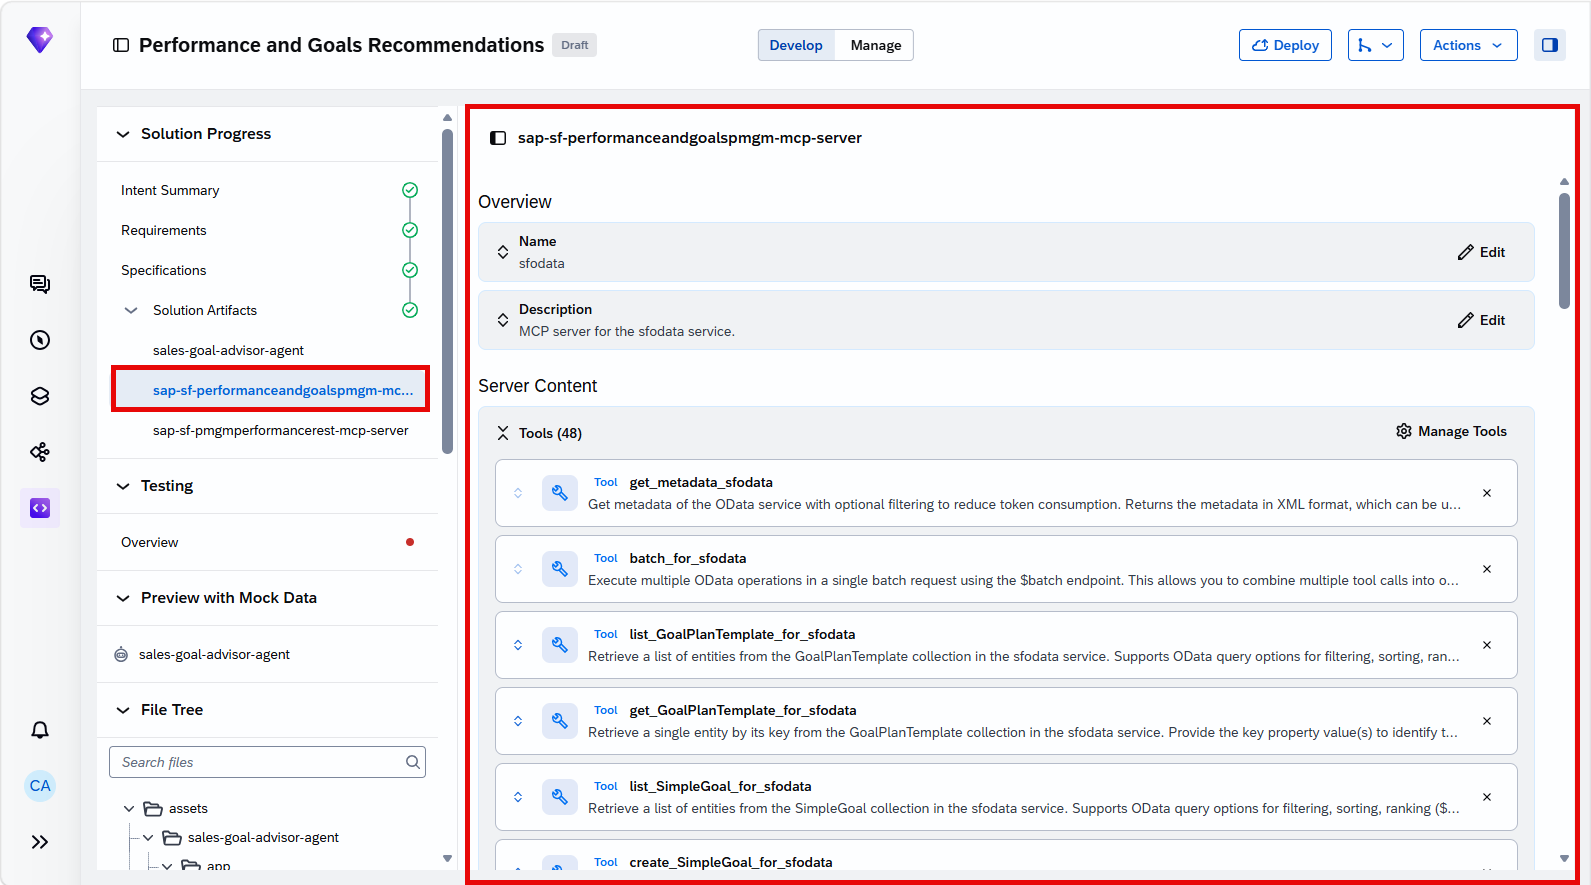 Performance and Goals Recommendations Draft
Develop Manage
Deploy
Actions
Solution Progress
Intent Summary
Requirements
Specifications
Solution Artifacts
sales-goal-advisor-agent
sap-sf-performanceandgoalspmgm-mc...
sap-sf-pmgmperformancerest-mcp-server
Testing
Overview
Preview with Mock Data
sales-goal-advisor-agent
File Tree
Search files
assets
sales-goal-advisor-agent
app
CA
sap-sf-performanceandgoalspmgm-mcp-server
Overview
Name
sfodata
Edit
Description
MCP server for the sfodata service.
Edit
Server Content
Tools (48)
Manage Tools
Tool get_metadata_sfodata
Get metadata of the OData service with optional filtering to reduce token consumption. Returns the metadata in XML format, which can be u...
Tool batch_for_sfodata
Execute multiple OData operations in a single batch request using the $batch endpoint. This allows you to combine multiple tool calls into o...
Tool list_GoalPlanTemplate_for_sfodata
Retrieve a list of entities from the GoalPlanTemplate collection in the sfodata service. Supports OData query options for filtering, sorting, ran...
Tool get_GoalPlanTemplate_for_sfodata
Retrieve a single entity by its key from the GoalPlanTemplate collection in the sfodata service. Provide the key property value(s) to identify t...
Tool list_SimpleGoal_for_sfodata
Retrieve a list of entities from the SimpleGoal collection in the sfodata service. Supports OData query options for filtering, sorting, ranking ($...
Tool create_SimpleGoal_for_sfodata